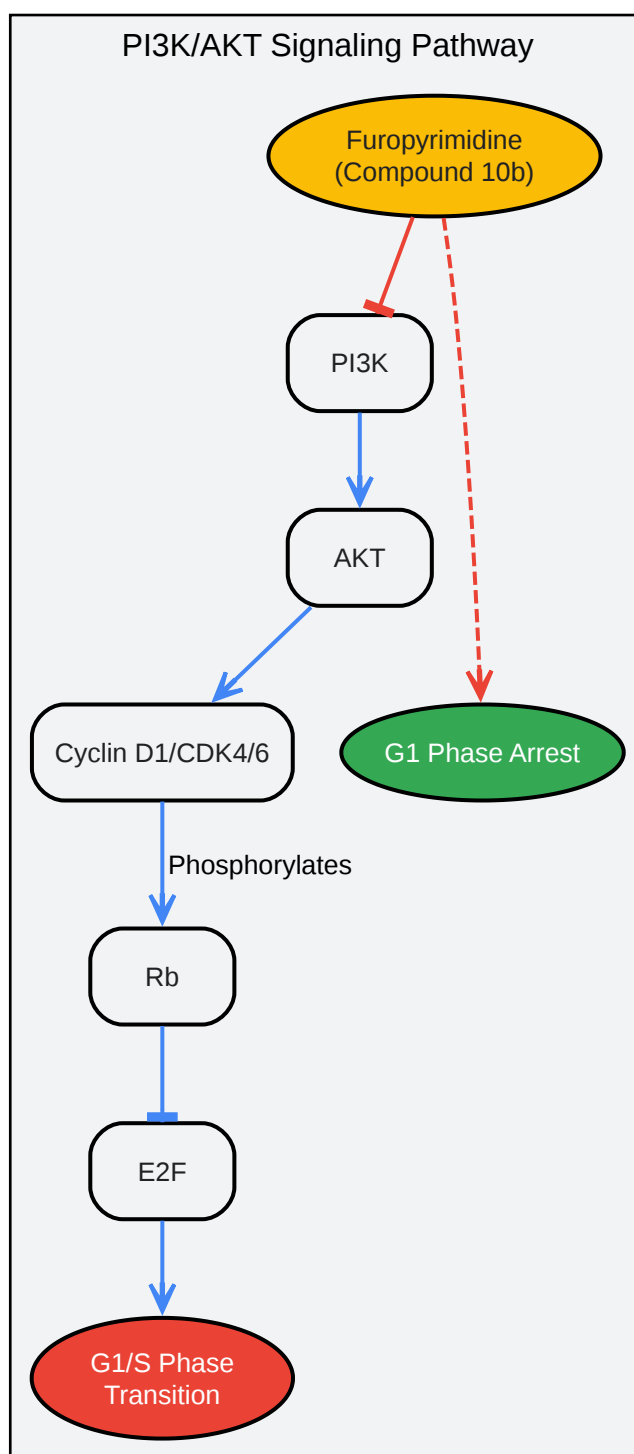 PI3K/AKT Signaling Pathway
Furopyrimidine
(Compound 10b)
PI3K
AKT
Cyclin D1/CDK4/6
G1 Phase Arrest
Phosphorylates
Rb
E2F
G1/S Phase
Transition